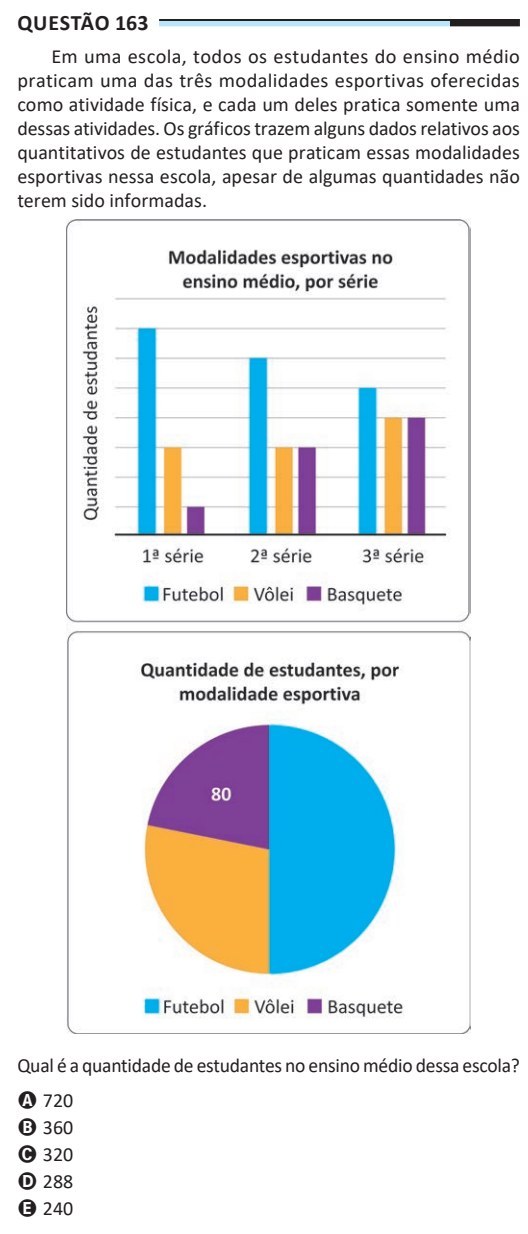 QUESTÃO 163
Em uma escola, todos os estudantes do ensino médio
praticam uma das três modalidades esportivas oferecidas
como atividade física, e cada um deles pratica somente uma
dessas atividades. Os gráficos trazem alguns dados relativos aos
quantitativos de estudantes que praticam essas modalidades
esportivas nessa escola, apesar de algumas quantidades não
terem sido informadas.
Modalidades esportivas no
ensino médio, por série
Quantidade de estudantes
1ª série 2ª série 3ª série
Futebol Vôlei Basquete
Quantidade de estudantes, por
modalidade esportiva
80
Futebol Vôlei Basquete
Qual é a quantidade de estudantes no ensino médio dessa escola?
A 720
B 360
C 320
D 288
E 240